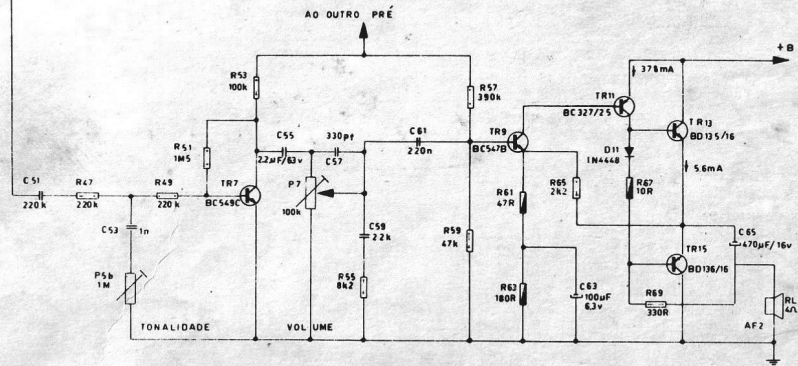 AO OUTRO PRÉ
+B
R53
100k
R57
390k
378mA
TR11
BC327/25
TR13
BD135/16
R51
1M5
C55
2.2µF/63v
330pf
C57
C61
220n
TR9
BC547B
D11
1N4448
5.6mA
C51
220k
R47
220k
R49
220k
TR7
BC549C
P7
100k
R61
47R
R65
2k2
R67
10R
C53
1n
C59
22k
R59
47k
C65
470µF/16v
TR15
BD136/16
P5b
1M
R55
8k2
R63
180R
C63
100µF
6,3v
R69
330R
RL
4Ω
AF2
TONALIDADE
VOLUME